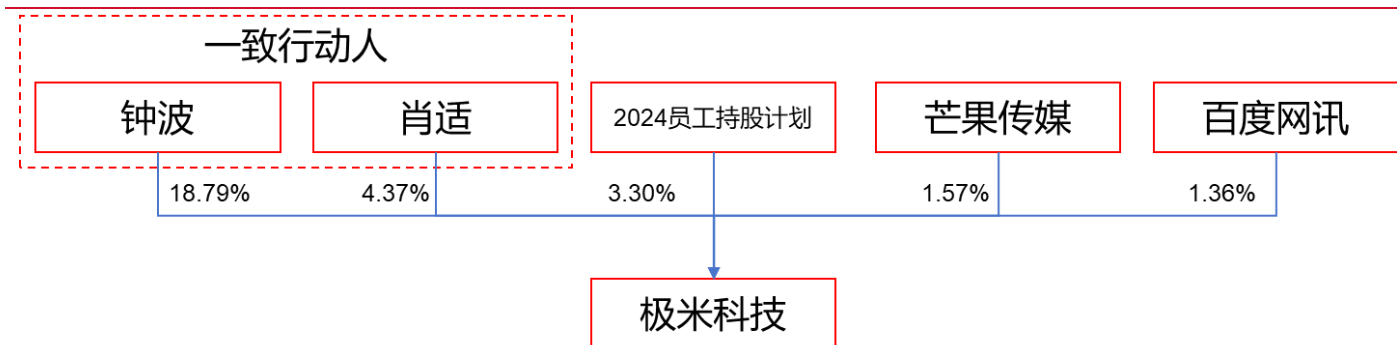 一致行动人
钟波
肖适
2024员工持股计划
芒果传媒
百度网讯
18.79%
4.37%
3.30%
1.57%
1.36%
极米科技